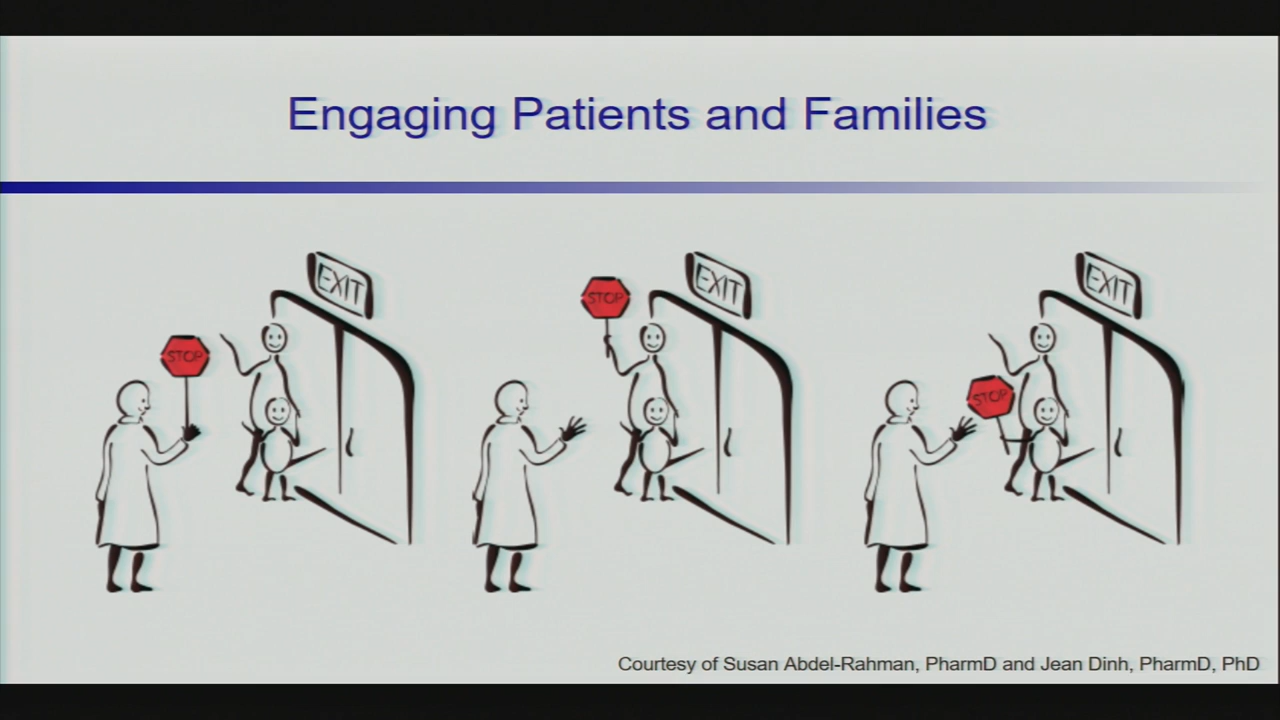 Engaging Patients and Families
EXIT
STOP
EXIT
STOP
EXIT
STOP
Courtesy of Susan Abdel-Rahman, PharmD and Jean Dinh, PharmD, PhD